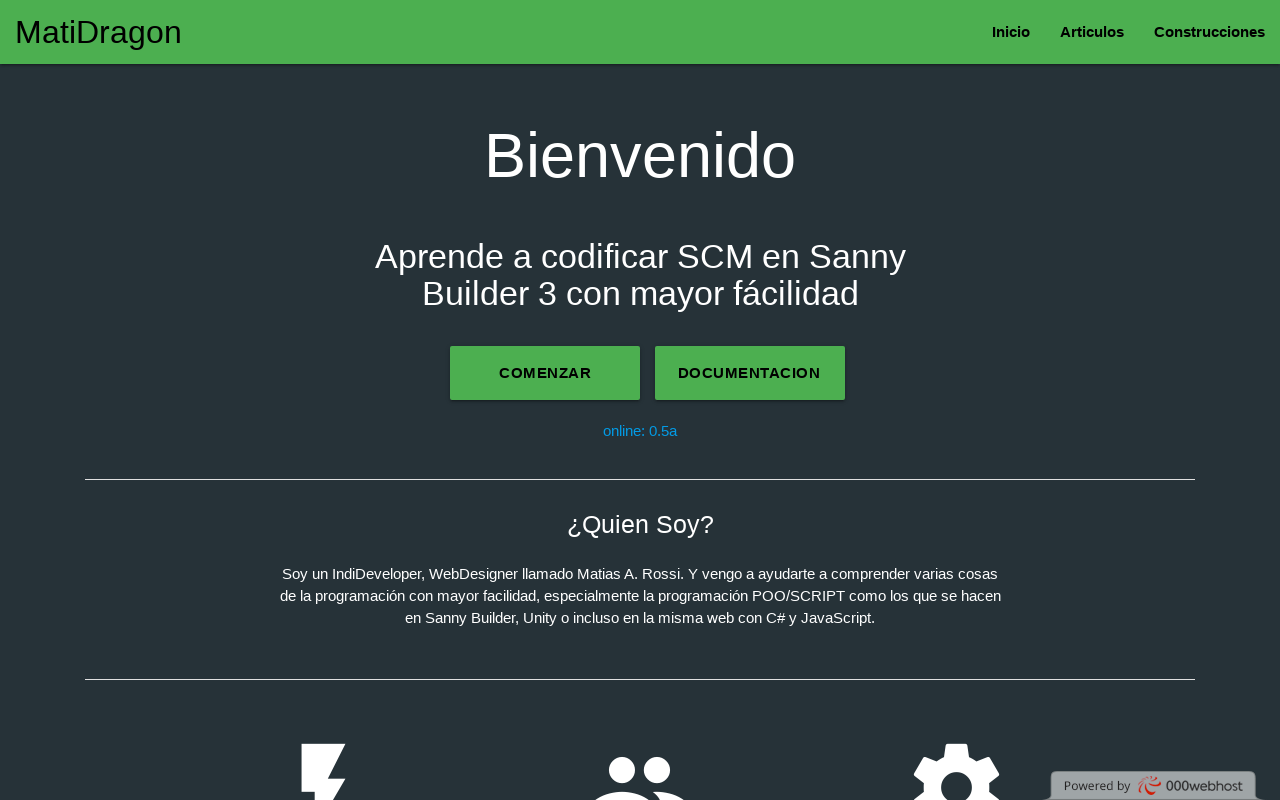 MatiDragon
Inicio
Articulos
Construcciones
Bienvenido
Aprende a codificar SCM en Sanny
Builder 3 con mayor fácilidad
COMENZAR
DOCUMENTACION
online: 0.5a
¿Quien Soy?
Soy un IndiDeveloper, WebDesigner llamado Matias A. Rossi. Y vengo a ayudarte a comprender varias cosas
de la programación con mayor facilidad, especialmente la programación POO/SCRIPT como los que se hacen
en Sanny Builder, Unity o incluso en la misma web con C# y JavaScript.
Powered by 000webhost